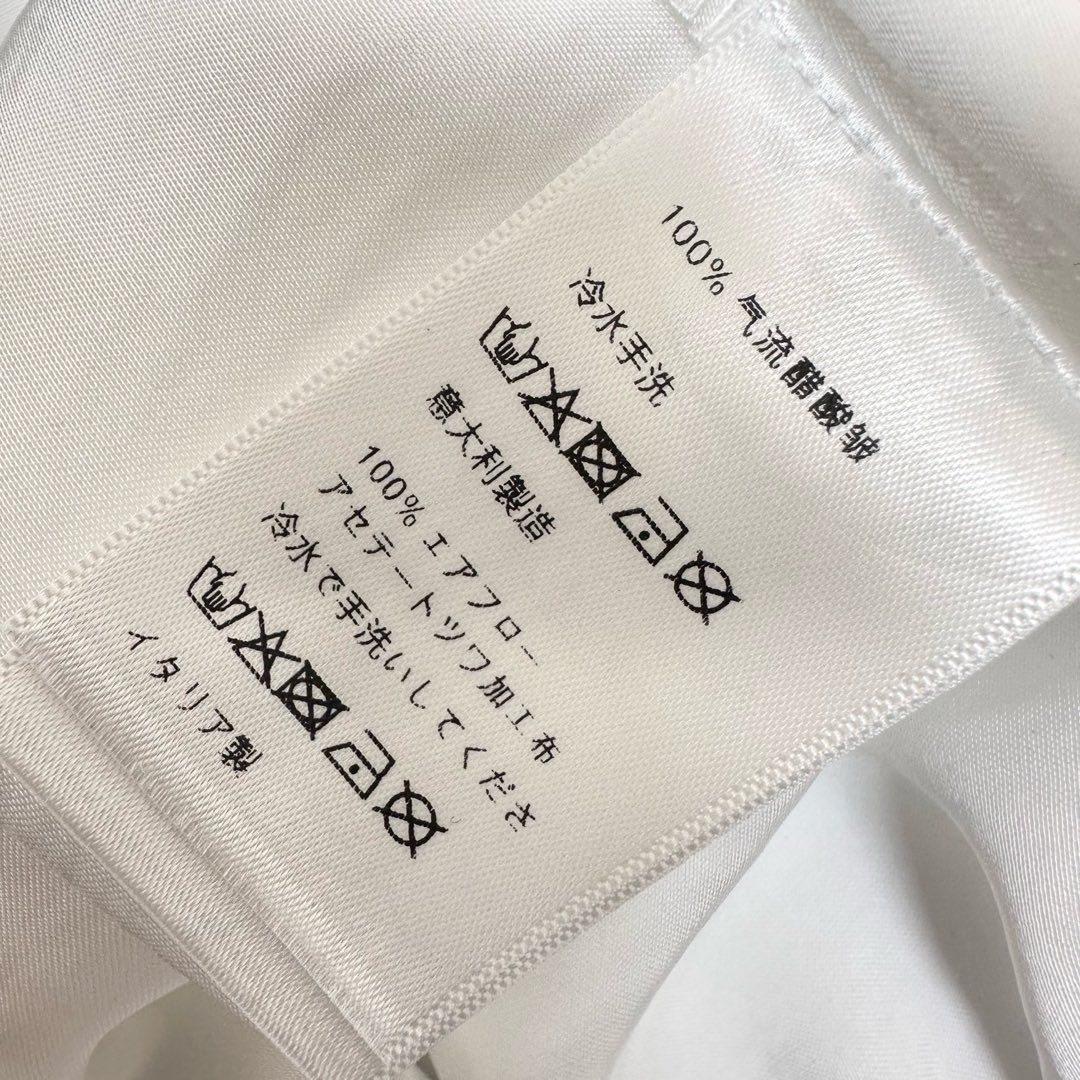 100% 气流醋酸皱
冷水手洗
意大利製造
100% エアフロー
アセテートツワ加工布
冷水で手洗いしてくださ
イタリア製